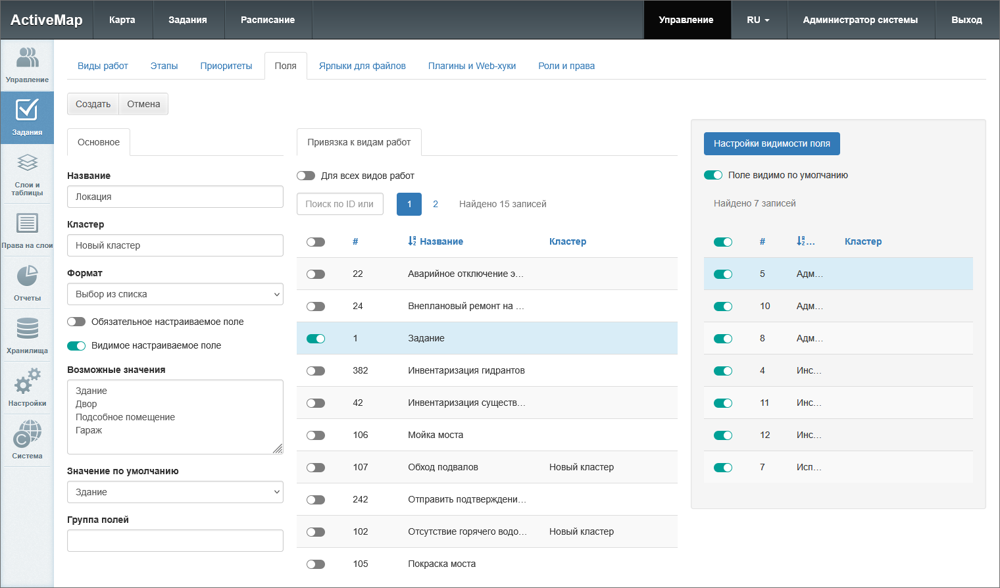 ActiveMap
Карта
Задания
Расписание
Управление
RU
Администратор системы
Выход
Управление
Задания
Слои и
таблицы
Права на слои
Отчеты
Хранилища
Настройки
Система
Виды работ
Этапы
Приоритеты
Поля
Ярлыки для файлов
Плагины и Web-хуки
Роли и права
Создать
Отмена
Основное
Название
Локация
Кластер
Новый кластер
Формат
Выбор из списка
Обязательное настраиваемое поле
Видимое настраиваемое поле
Возможные значения
Здание
Двор
Подсобное помещение
Гараж
Значение по умолчанию
Здание
Группа полей
Привязка к видам работ
Для всех видов работ
Поиск по ID или
1 2 Найдено 15 записей
# Название Кластер
22 Аварийное отключение э...
24 Внеплановый ремонт на ...
1 Задание
382 Инвентаризация гидрантов
42 Инвентаризация существ...
106 Мойка моста
107 Обход подвалов Новый кластер
242 Отправить подтверждени...
102 Отсутствие горячего водо... Новый кластер
105 Покраска моста
Настройки видимости поля
Поле видимо по умолчанию
Найдено 7 записей
# ... Кластер
5 Адм...
10 Адм...
8 Адм...
4 Инс...
11 Инс...
12 Инс...
7 Исп...